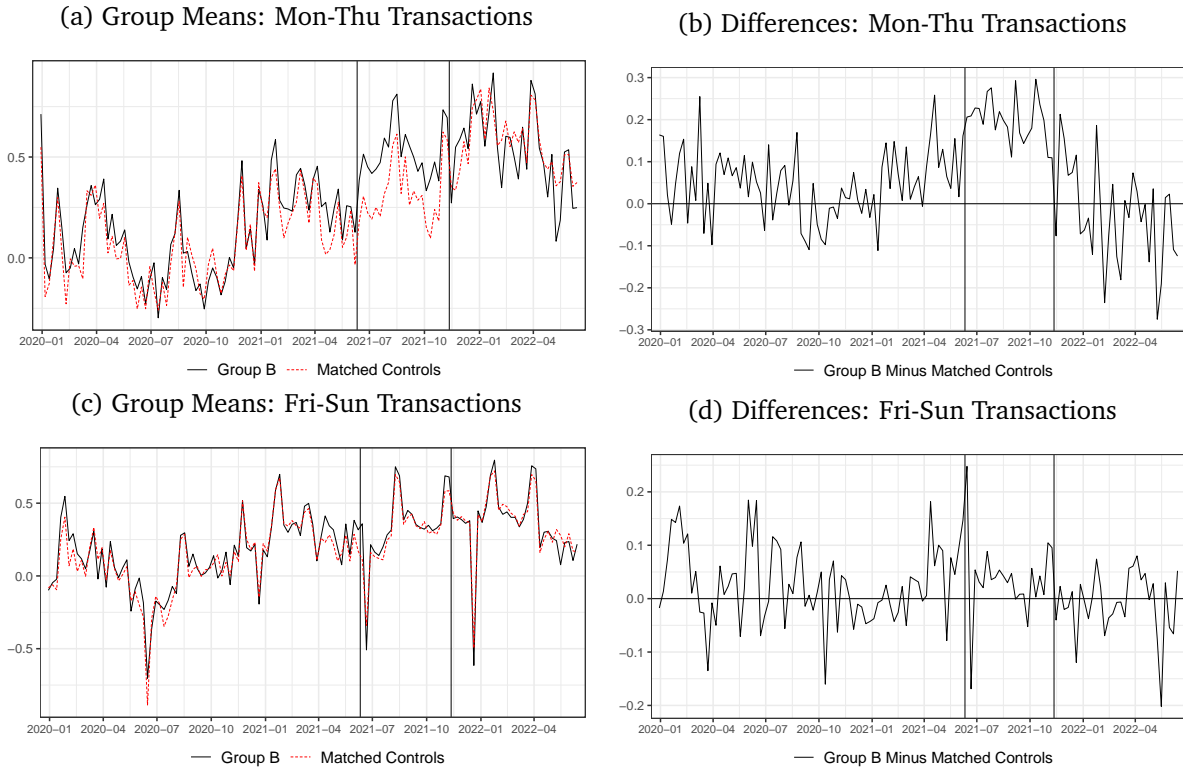 (a) Group Means: Mon-Thu Transactions
0.5
0.0
2020−01 2020−04 2020−07 2020−10 2021−01 2021−04 2021−07 2021−10 2022−01 2022−04
Group B Matched Controls
(b) Differences: Mon-Thu Transactions
0.3
0.2
0.1
0.0
−0.1
−0.2
−0.3
2020−01 2020−04 2020−07 2020−10 2021−01 2021−04 2021−07 2021−10 2022−01 2022−04
Group B Minus Matched Controls
(c) Group Means: Fri-Sun Transactions
0.5
0.0
−0.5
2020−01 2020−04 2020−07 2020−10 2021−01 2021−04 2021−07 2021−10 2022−01 2022−04
Group B Matched Controls
(d) Differences: Fri-Sun Transactions
0.2
0.1
0.0
−0.1
−0.2
2020−01 2020−04 2020−07 2020−10 2021−01 2021−04 2021−07 2021−10 2022−01 2022−04
Group B Minus Matched Controls